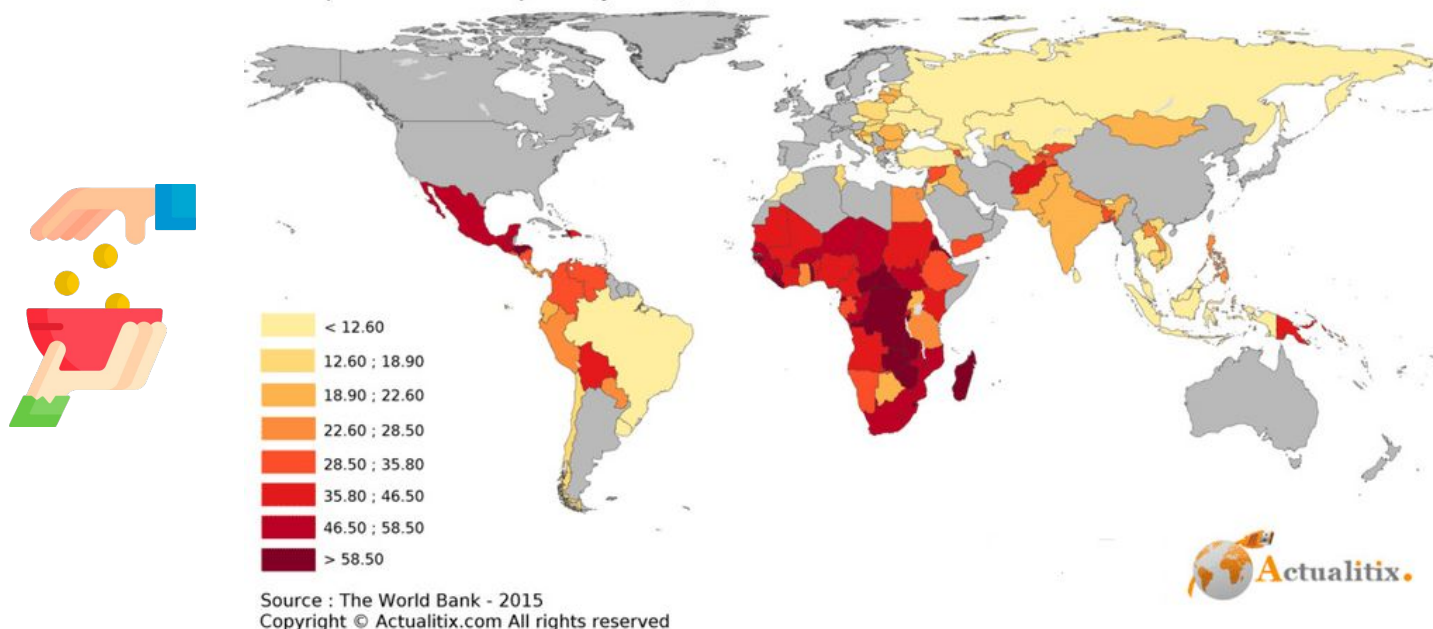 < 12.60
12.60 ; 18.90
18.90 ; 22.60
22.60 ; 28.50
28.50 ; 35.80
35.80 ; 46.50
46.50 ; 58.50
> 58.50
Actualitix.
Source : The World Bank - 2015
Copyright © Actualitix.com All rights reserved